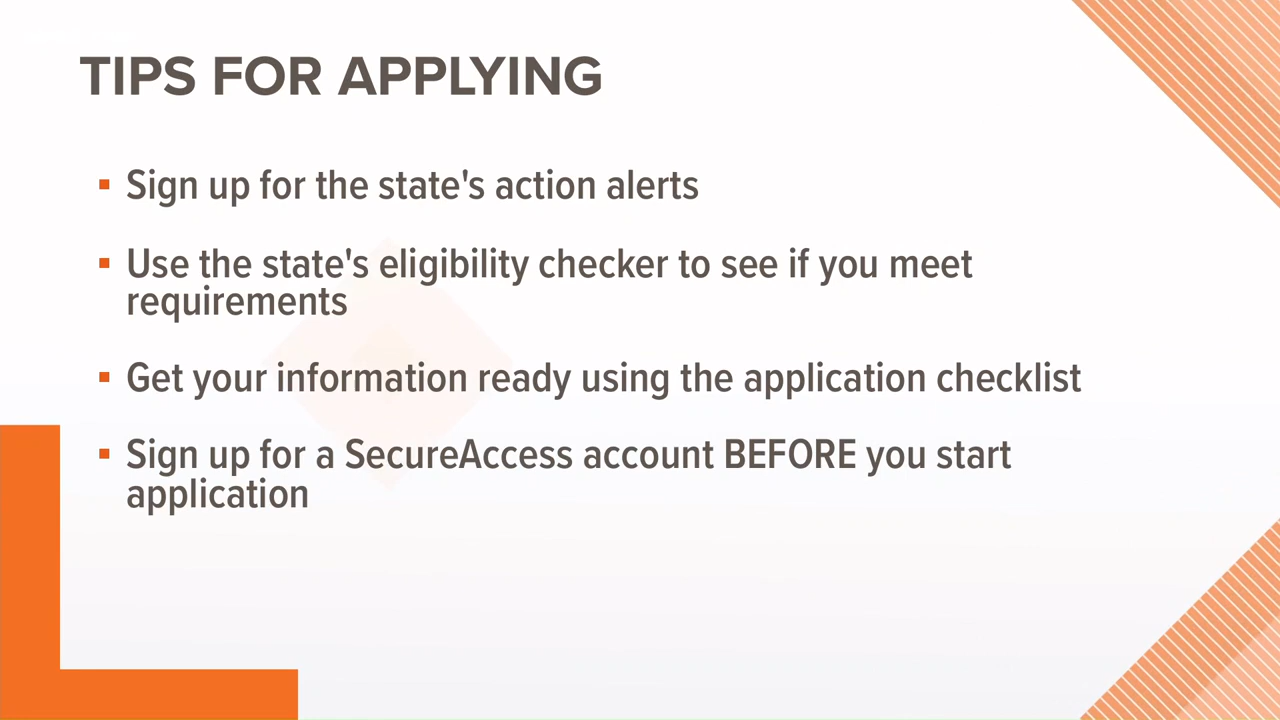 TIPS FOR APPLYING
Sign up for the state's action alerts
Use the state's eligibility checker to see if you meet
requirements
Get your information ready using the application checklist
Sign up for a SecureAccess account BEFORE you start
application